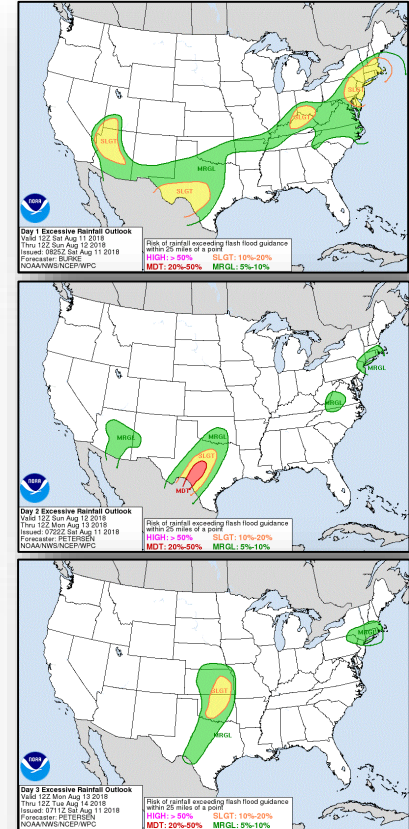 SLGT
SLGT
SLGT
MRGL
SLGT
NOAA
Day 1 Excessive Rainfall Outlook
Valid 12Z Sat Aug 11 2018
Thru 12Z Sun Aug 12 2018
Issued: 0825Z Sat Aug 11 2018
Forecaster: BURKE
NOAA/NWS/NCEP/WPC
Risk of rainfall exceeding flash flood guidance
within 25 miles of a point
HIGH: > 50% SLGT: 10%-20%
MDT: 20%-50% MRGL: 5%-10%
MRGL
MRGL
MRGL
MRGL
SLGT
MDT
NOAA
Day 2 Excessive Rainfall Outlook
Valid 12Z Sun Aug 12 2018
Thru 12Z Mon Aug 13 2018
Issued: 0722Z Sat Aug 11 2018
Forecaster: PETERSEN
NOAA/NWS/NCEP/WPC
Risk of rainfall exceeding flash flood guidance
within 25 miles of a point
HIGH: > 50% SLGT: 10%-20%
MDT: 20%-50% MRGL: 5%-10%
MRGL
SLGT
MRGL
NOAA
Day 3 Excessive Rainfall Outlook
Valid 12Z Mon Aug 13 2018
Thru 12Z Tue Aug 14 2018
Issued: 0711Z Sat Aug 11 2018
Forecaster: PETERSEN
NOAA/NWS/NCEP/WPC
Risk of rainfall exceeding flash flood guidance
within 25 miles of a point
HIGH: > 50% SLGT: 10%-20%
MDT: 20%-50% MRGL: 5%-10%